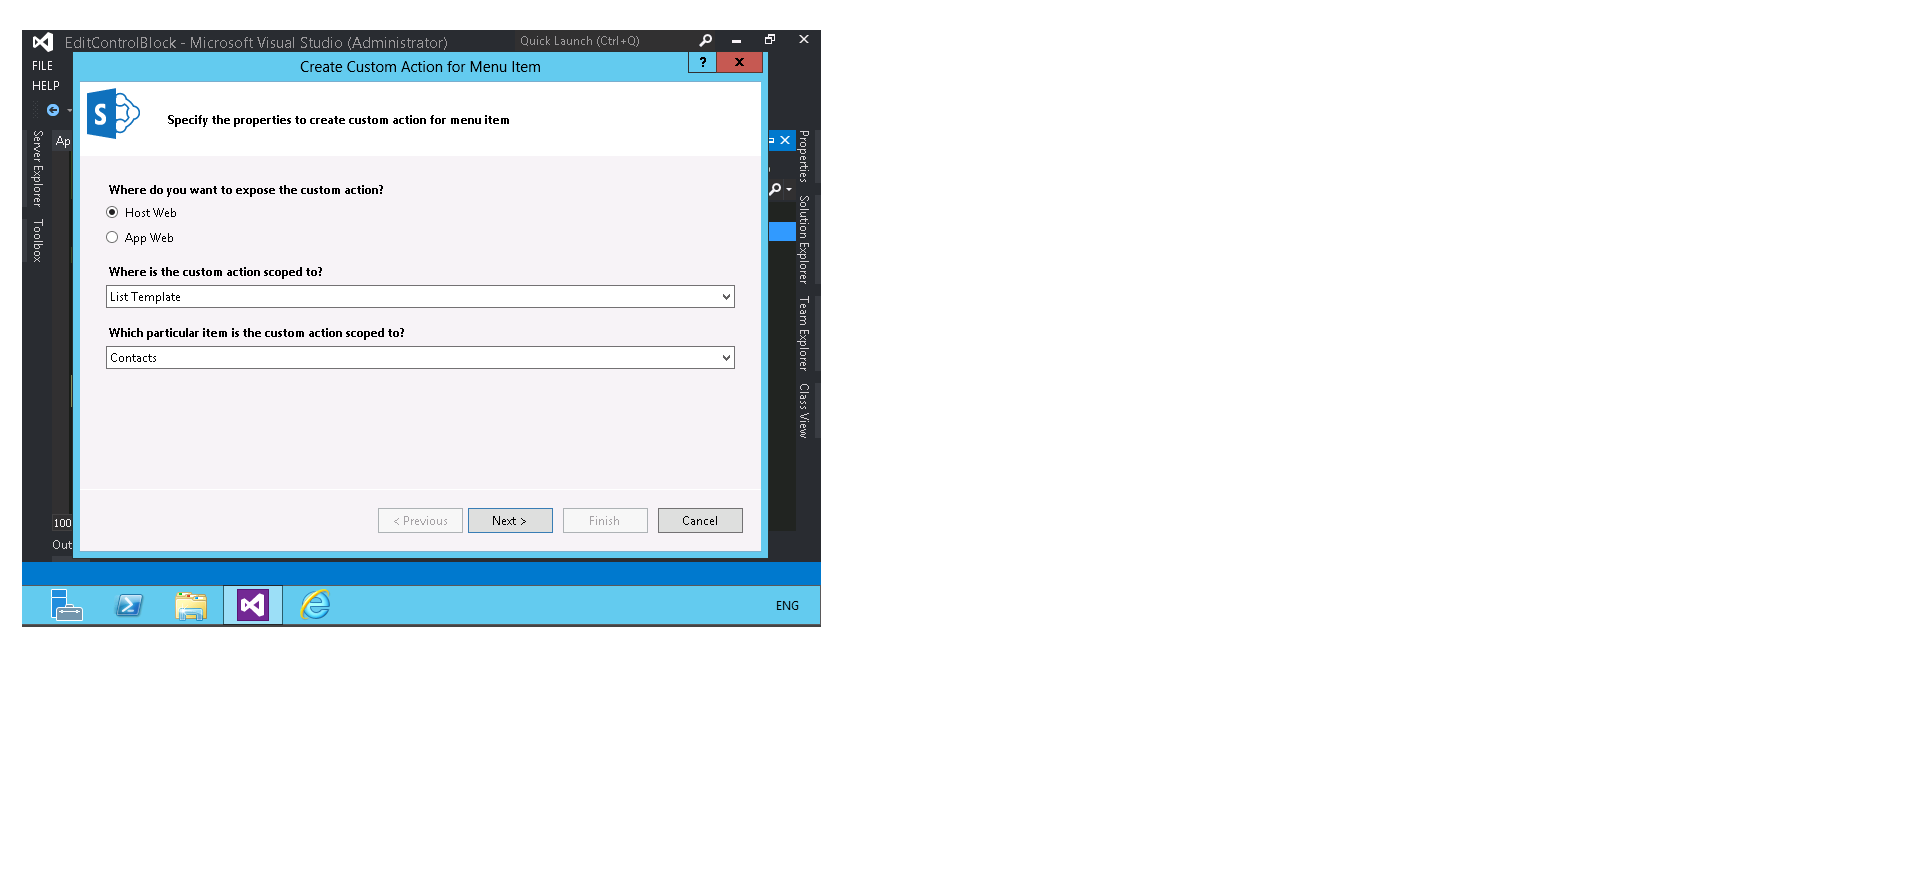 EditControlBlock - Microsoft Visual Studio (Administrator)
Quick Launch (Ctrl+Q)
FILE
HELP
Create Custom Action for Menu Item
?
x
S
Specify the properties to create custom action for menu item
Ap
Server Explorer
Toolbox
Where do you want to expose the custom action?
Host Web
App Web
Where is the custom action scoped to?
List Template
Which particular item is the custom action scoped to?
Contacts
< Previous
Next >
Finish
Cancel
100
Out
Properties
Solution Explorer
Team Explorer
Class View
ENG